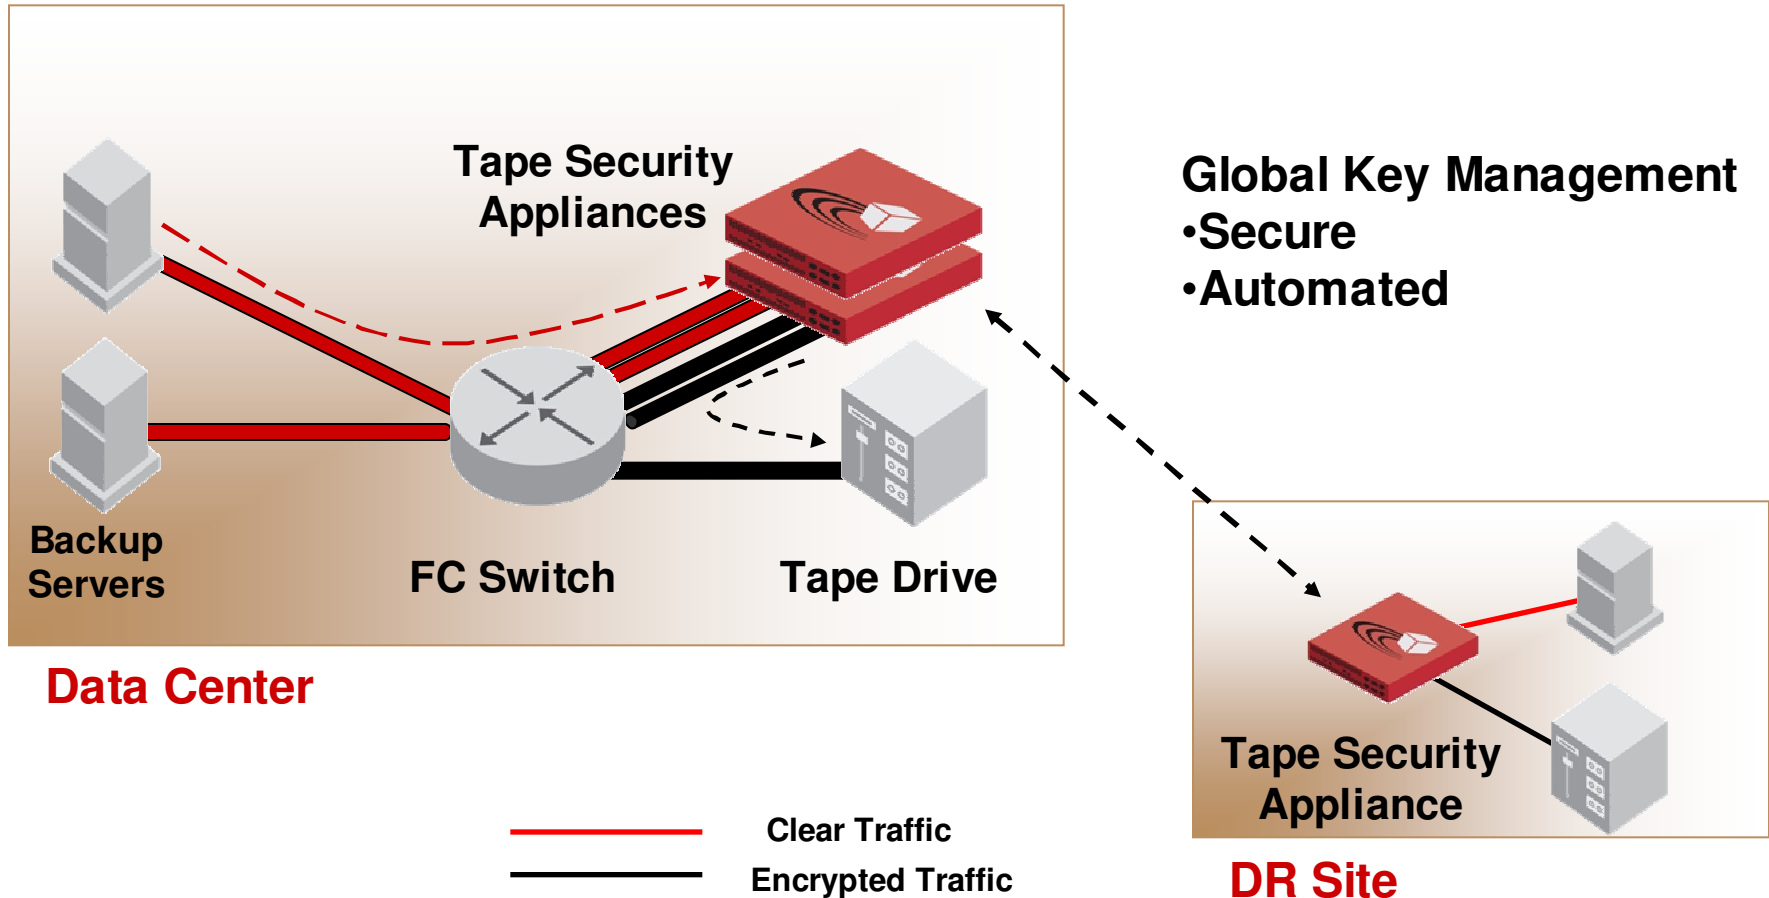 Tape Security
Appliances
Global Key Management
•Secure
•Automated
Backup
Servers
FC Switch
Tape Drive
Data Center
Tape Security
Appliance
DR Site
Clear Traffic
Encrypted Traffic